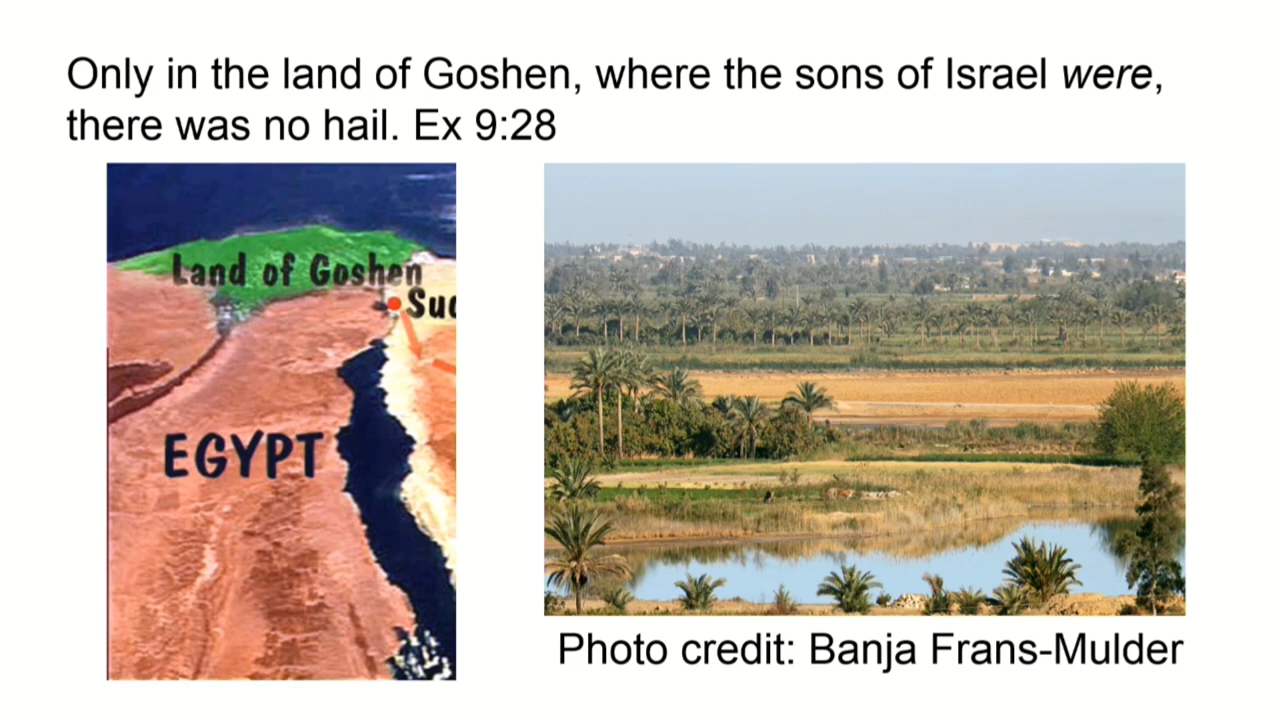 Only in the land of Goshen, where the sons of Israel were,
there was no hail. Ex 9:28
Land of Goshen
Suc
EGYPT
Photo credit: Banja Frans-Mulder